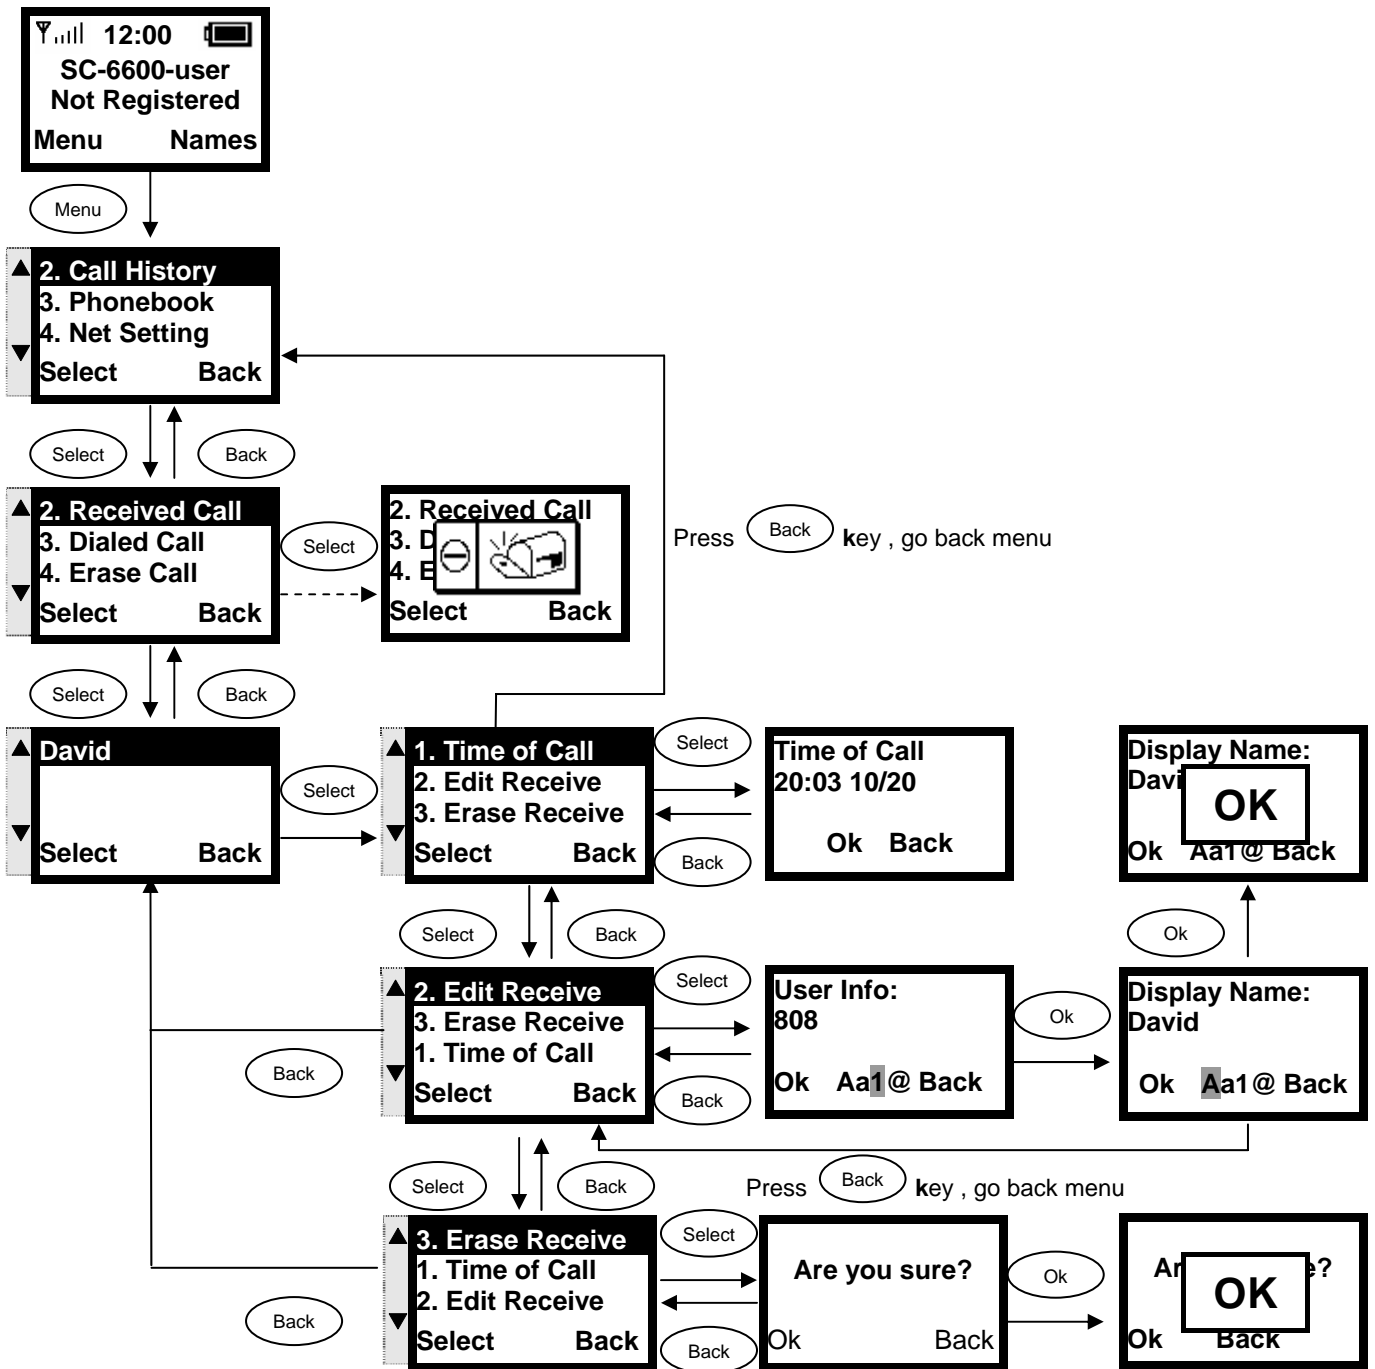 12:00
SC-6600-user
Not Registered
Menu Names
Menu
2. Call History
3. Phonebook
4. Net Setting
Select Back
Select
Back
2. Received Call
3. Dialed Call
4. Erase Call
Select Back
Select
2. Received Call
3. D
4. E
Select Back
Press Back key , go back menu
Select
Back
David
Select Back
Select
1. Time of Call
2. Edit Receive
3. Erase Receive
Select Back
Select
Back
Time of Call
20:03 10/20
Ok Back
Display Name:
Davi
OK
Ok Aa1@ Back
Select
Back
Ok
2. Edit Receive
3. Erase Receive
1. Time of Call
Select Back
Back
Select
Back
User Info:
808
Ok Aa1@ Back
Ok
Display Name:
David
Ok Aa1@ Back
Select
Back
Press Back key , go back menu
3. Erase Receive
1. Time of Call
2. Edit Receive
Select Back
Back
Select
Back
Are you sure?
Ok Back
Ok
Ar e?
OK
Ok Back